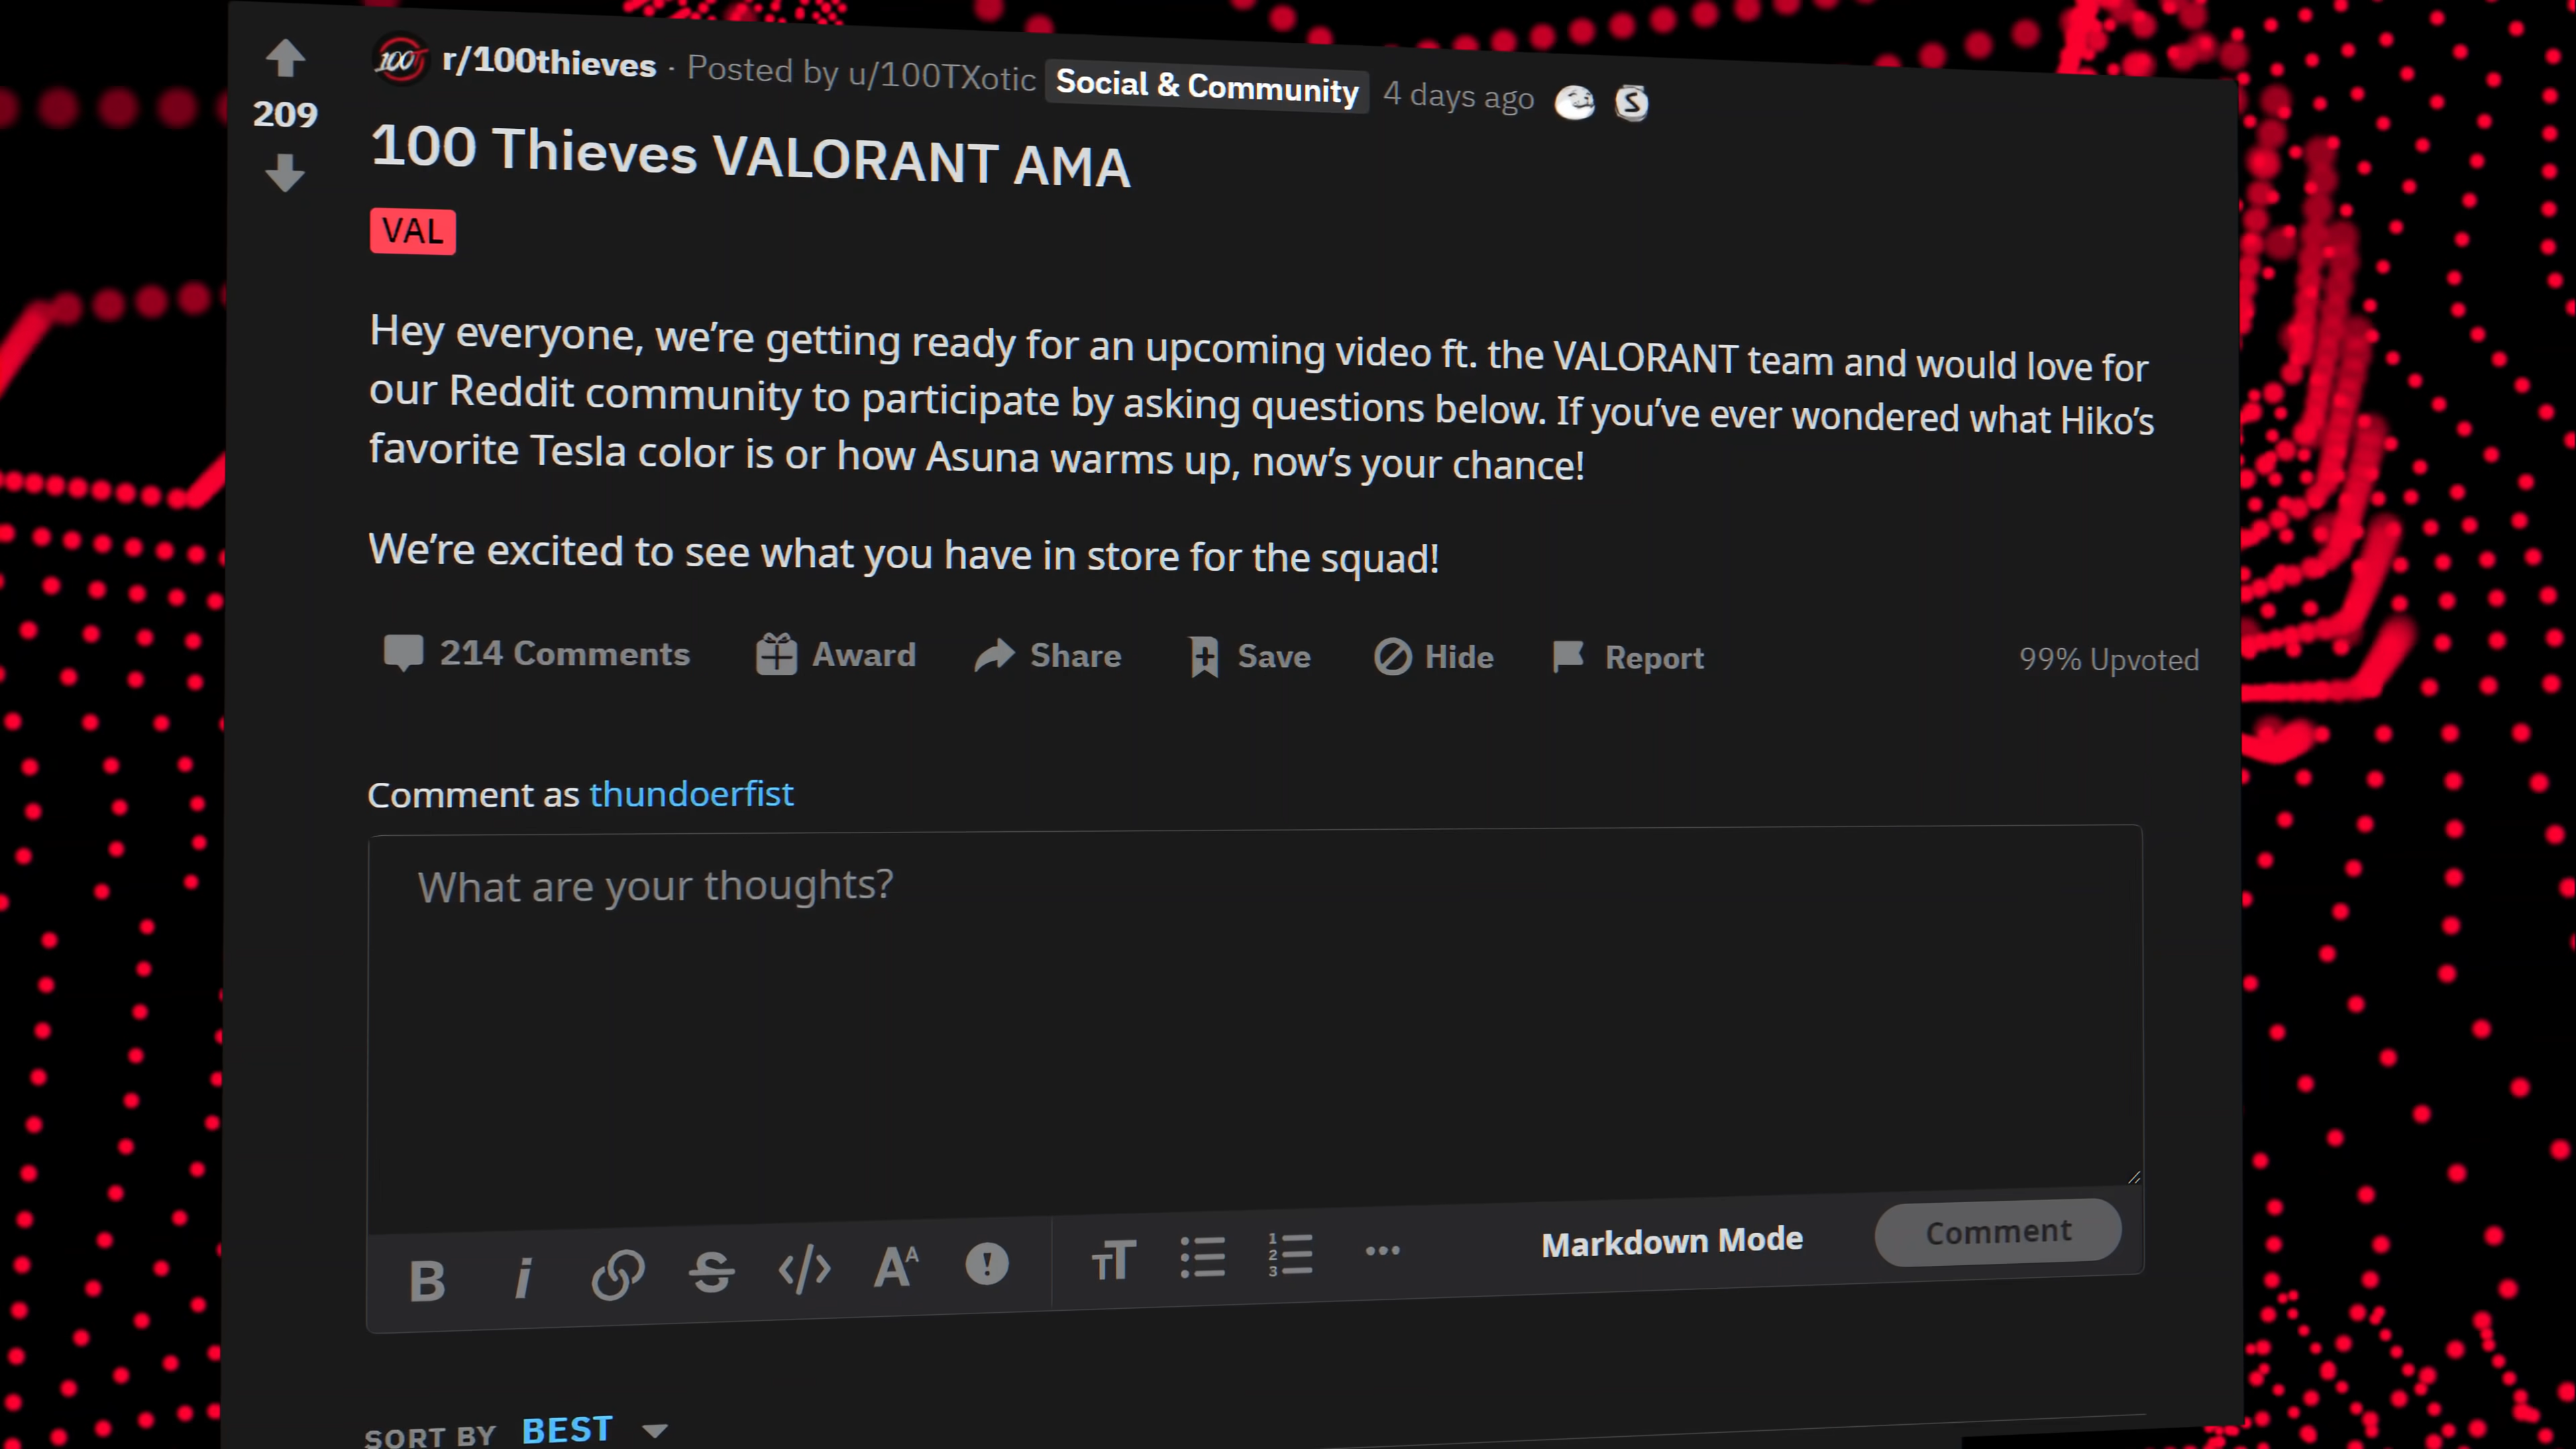 100T r/100thieves · Posted by u/100TXotic Social & Community 4 days ago S
209
100 Thieves VALORANT AMA
VAL
Hey everyone, we’re getting ready for an upcoming video ft. the VALORANT team and would love for
our Reddit community to participate by asking questions below. If you’ve ever wondered what Hiko’s
favorite Tesla color is or how Asuna warms up, now’s your chance!
We’re excited to see what you have in store for the squad!
214 Comments Award Share Save Hide Report 99% Upvoted
Comment as thundoerfist
What are your thoughts?
B i S </> AA ! TT 123 ··· Markdown Mode Comment
SORT BY BEST